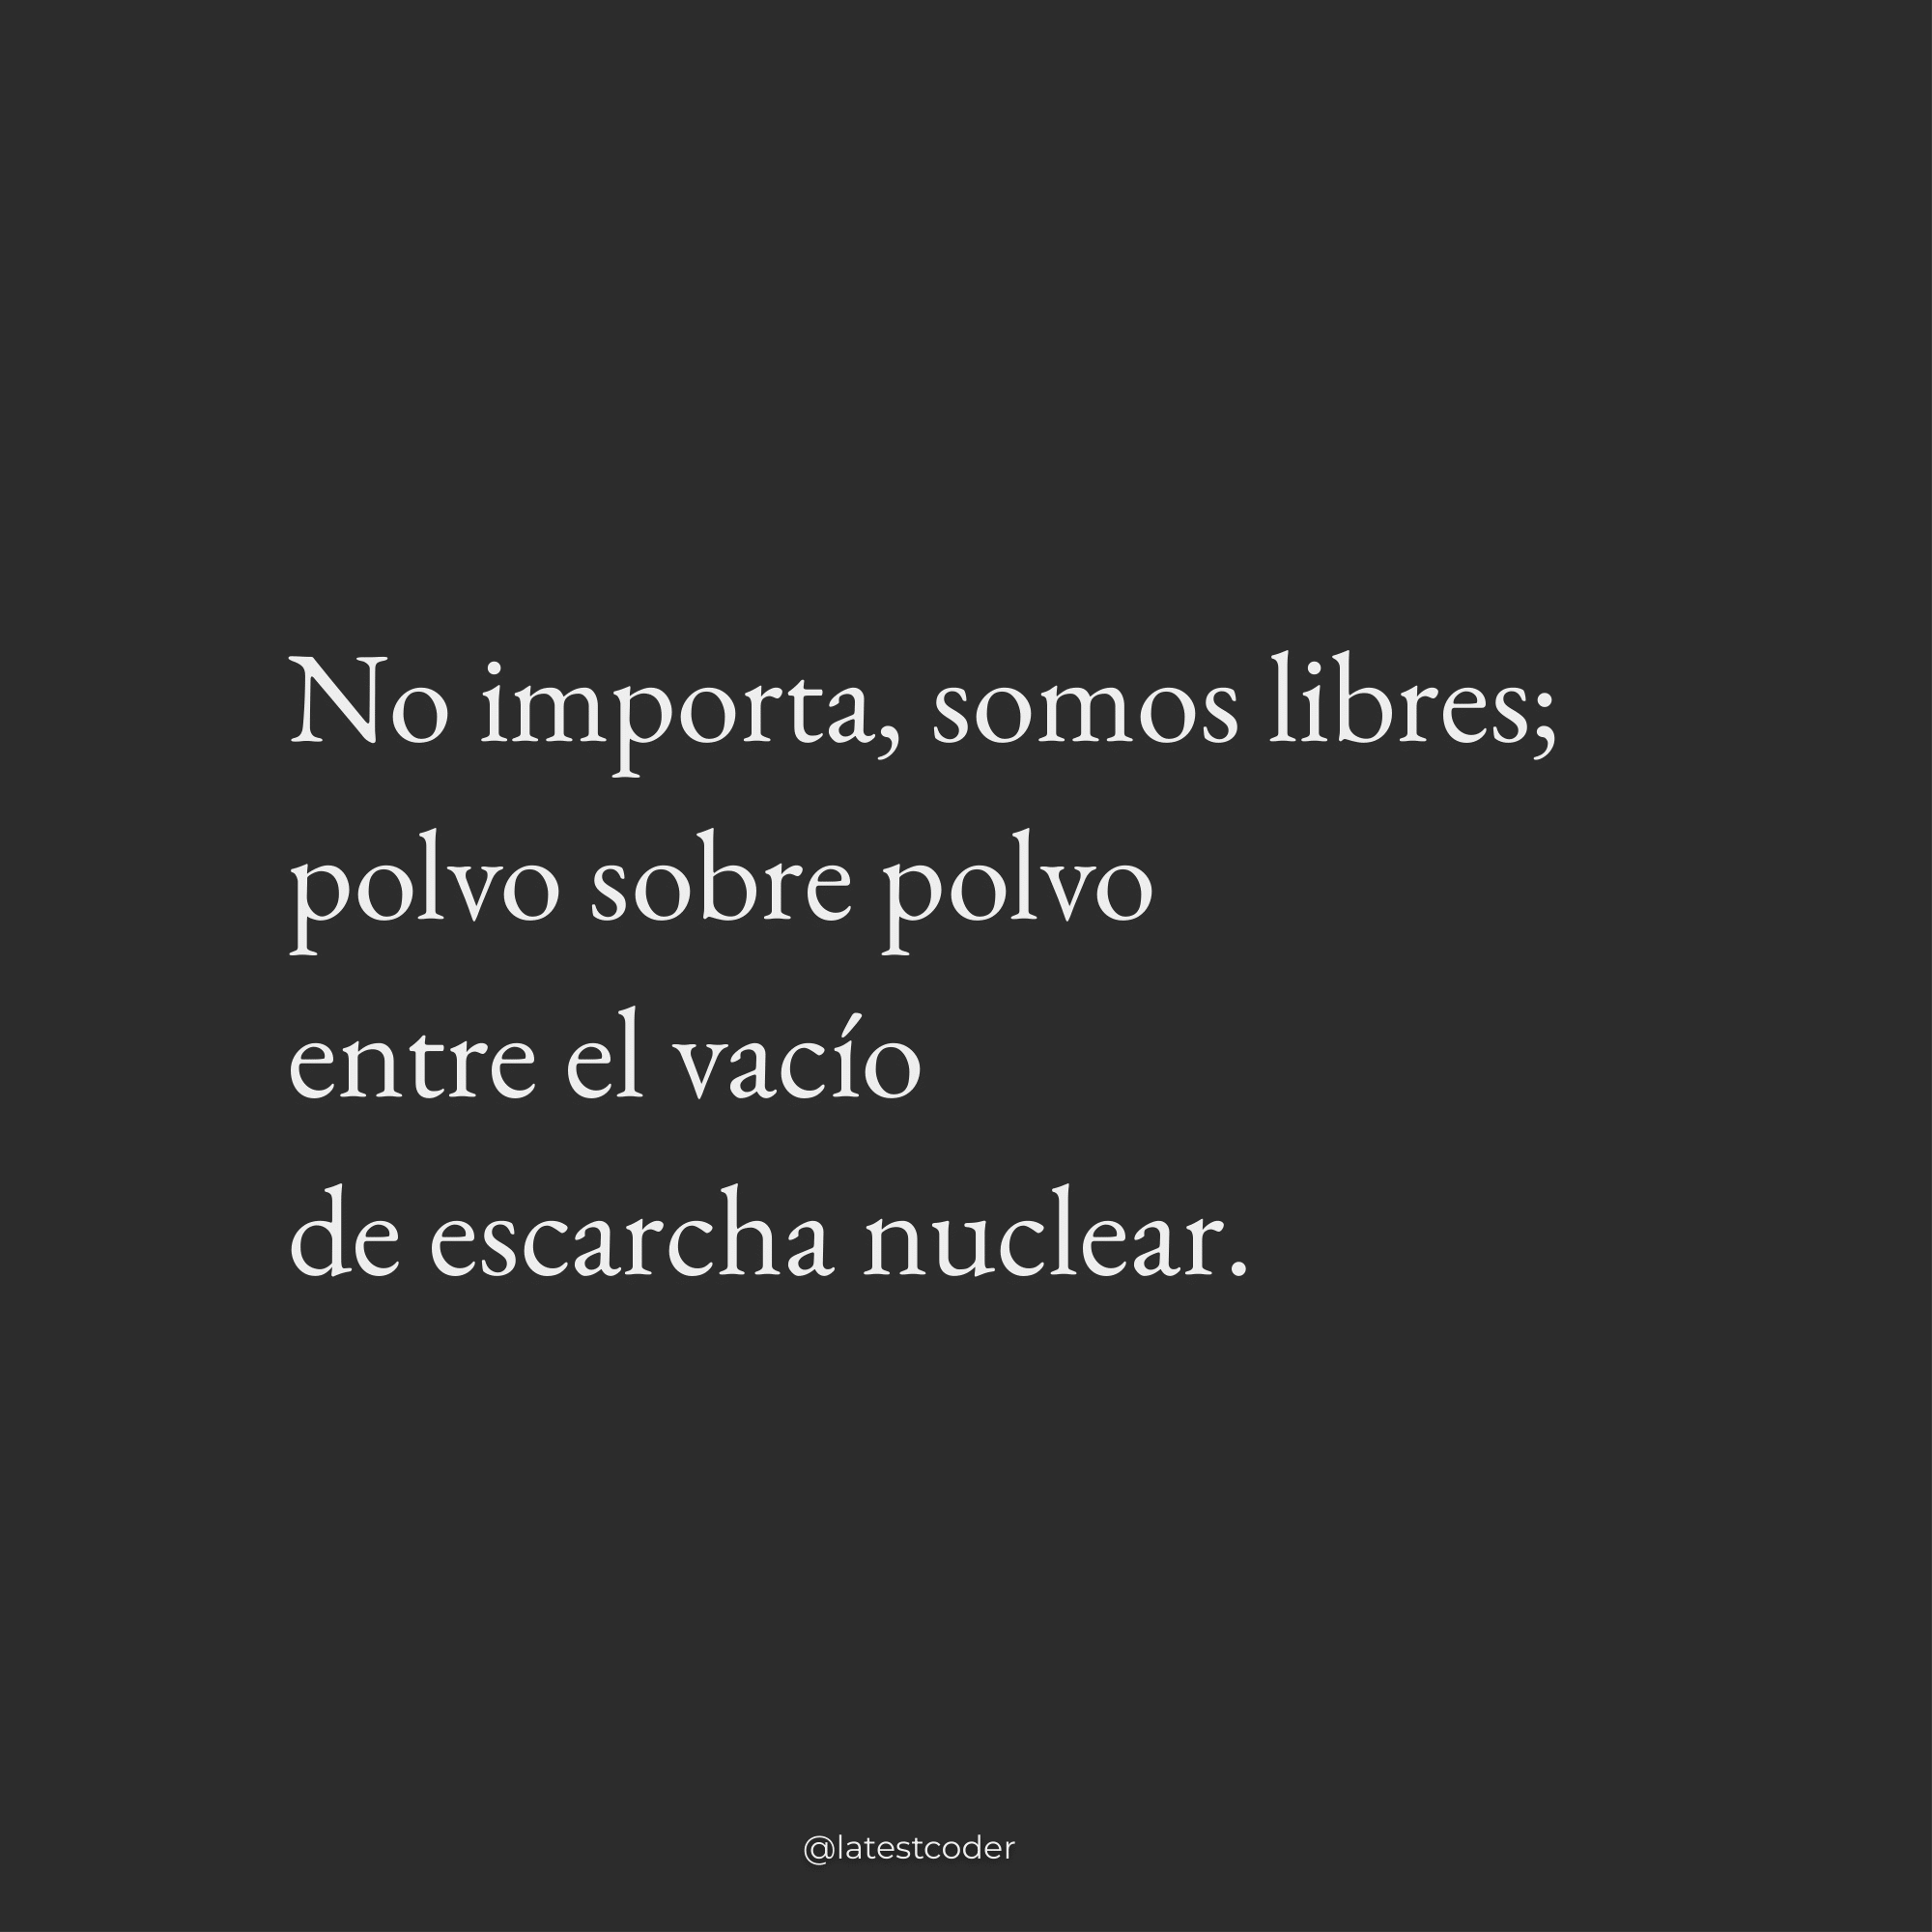 No importa, somos libres;
polvo sobre polvo
entre el vacío
de escarcha nuclear.
@latestcoder